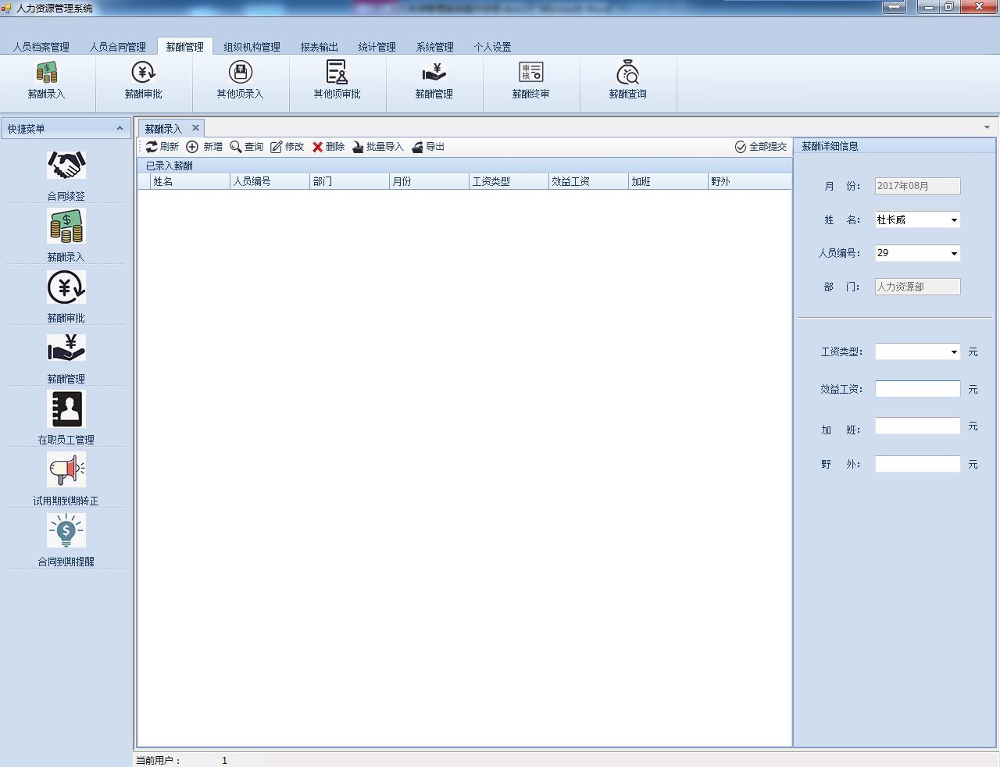 人力资源管理系统
人员档案管理 人员合同管理 薪酬管理 组织机构管理 报表输出 统计管理 系统管理 个人设置
薪酬录入 薪酬审批 其他项录入 其他项审批 薪酬管理 薪酬终审 薪酬查询
快捷菜单
合同续签
薪酬录入
薪酬审批
薪酬管理
在职员工管理
试用期到期转正
合同到期提醒
薪酬录入
刷新 新增 查询 修改 删除 批量导入 导出 全部提交
已录入薪酬
姓名 人员编号 部门 月份 工资类型 效益工资 加班 野外
薪酬详细信息
月 份： 2017年08月
姓 名： 杜长威
人员编号： 29
部 门： 人力资源部
工资类型： 元
效益工资： 元
加 班： 元
野 外： 元
当前用户： 1